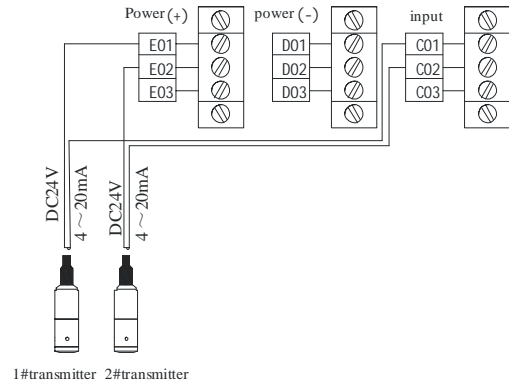 Power(+) power(-) input
E01 D01 C01
E02 D02 C02
E03 D03 C03
DC24V
4～20mA
DC24V
4～20mA
1#transmitter 2#transmitter